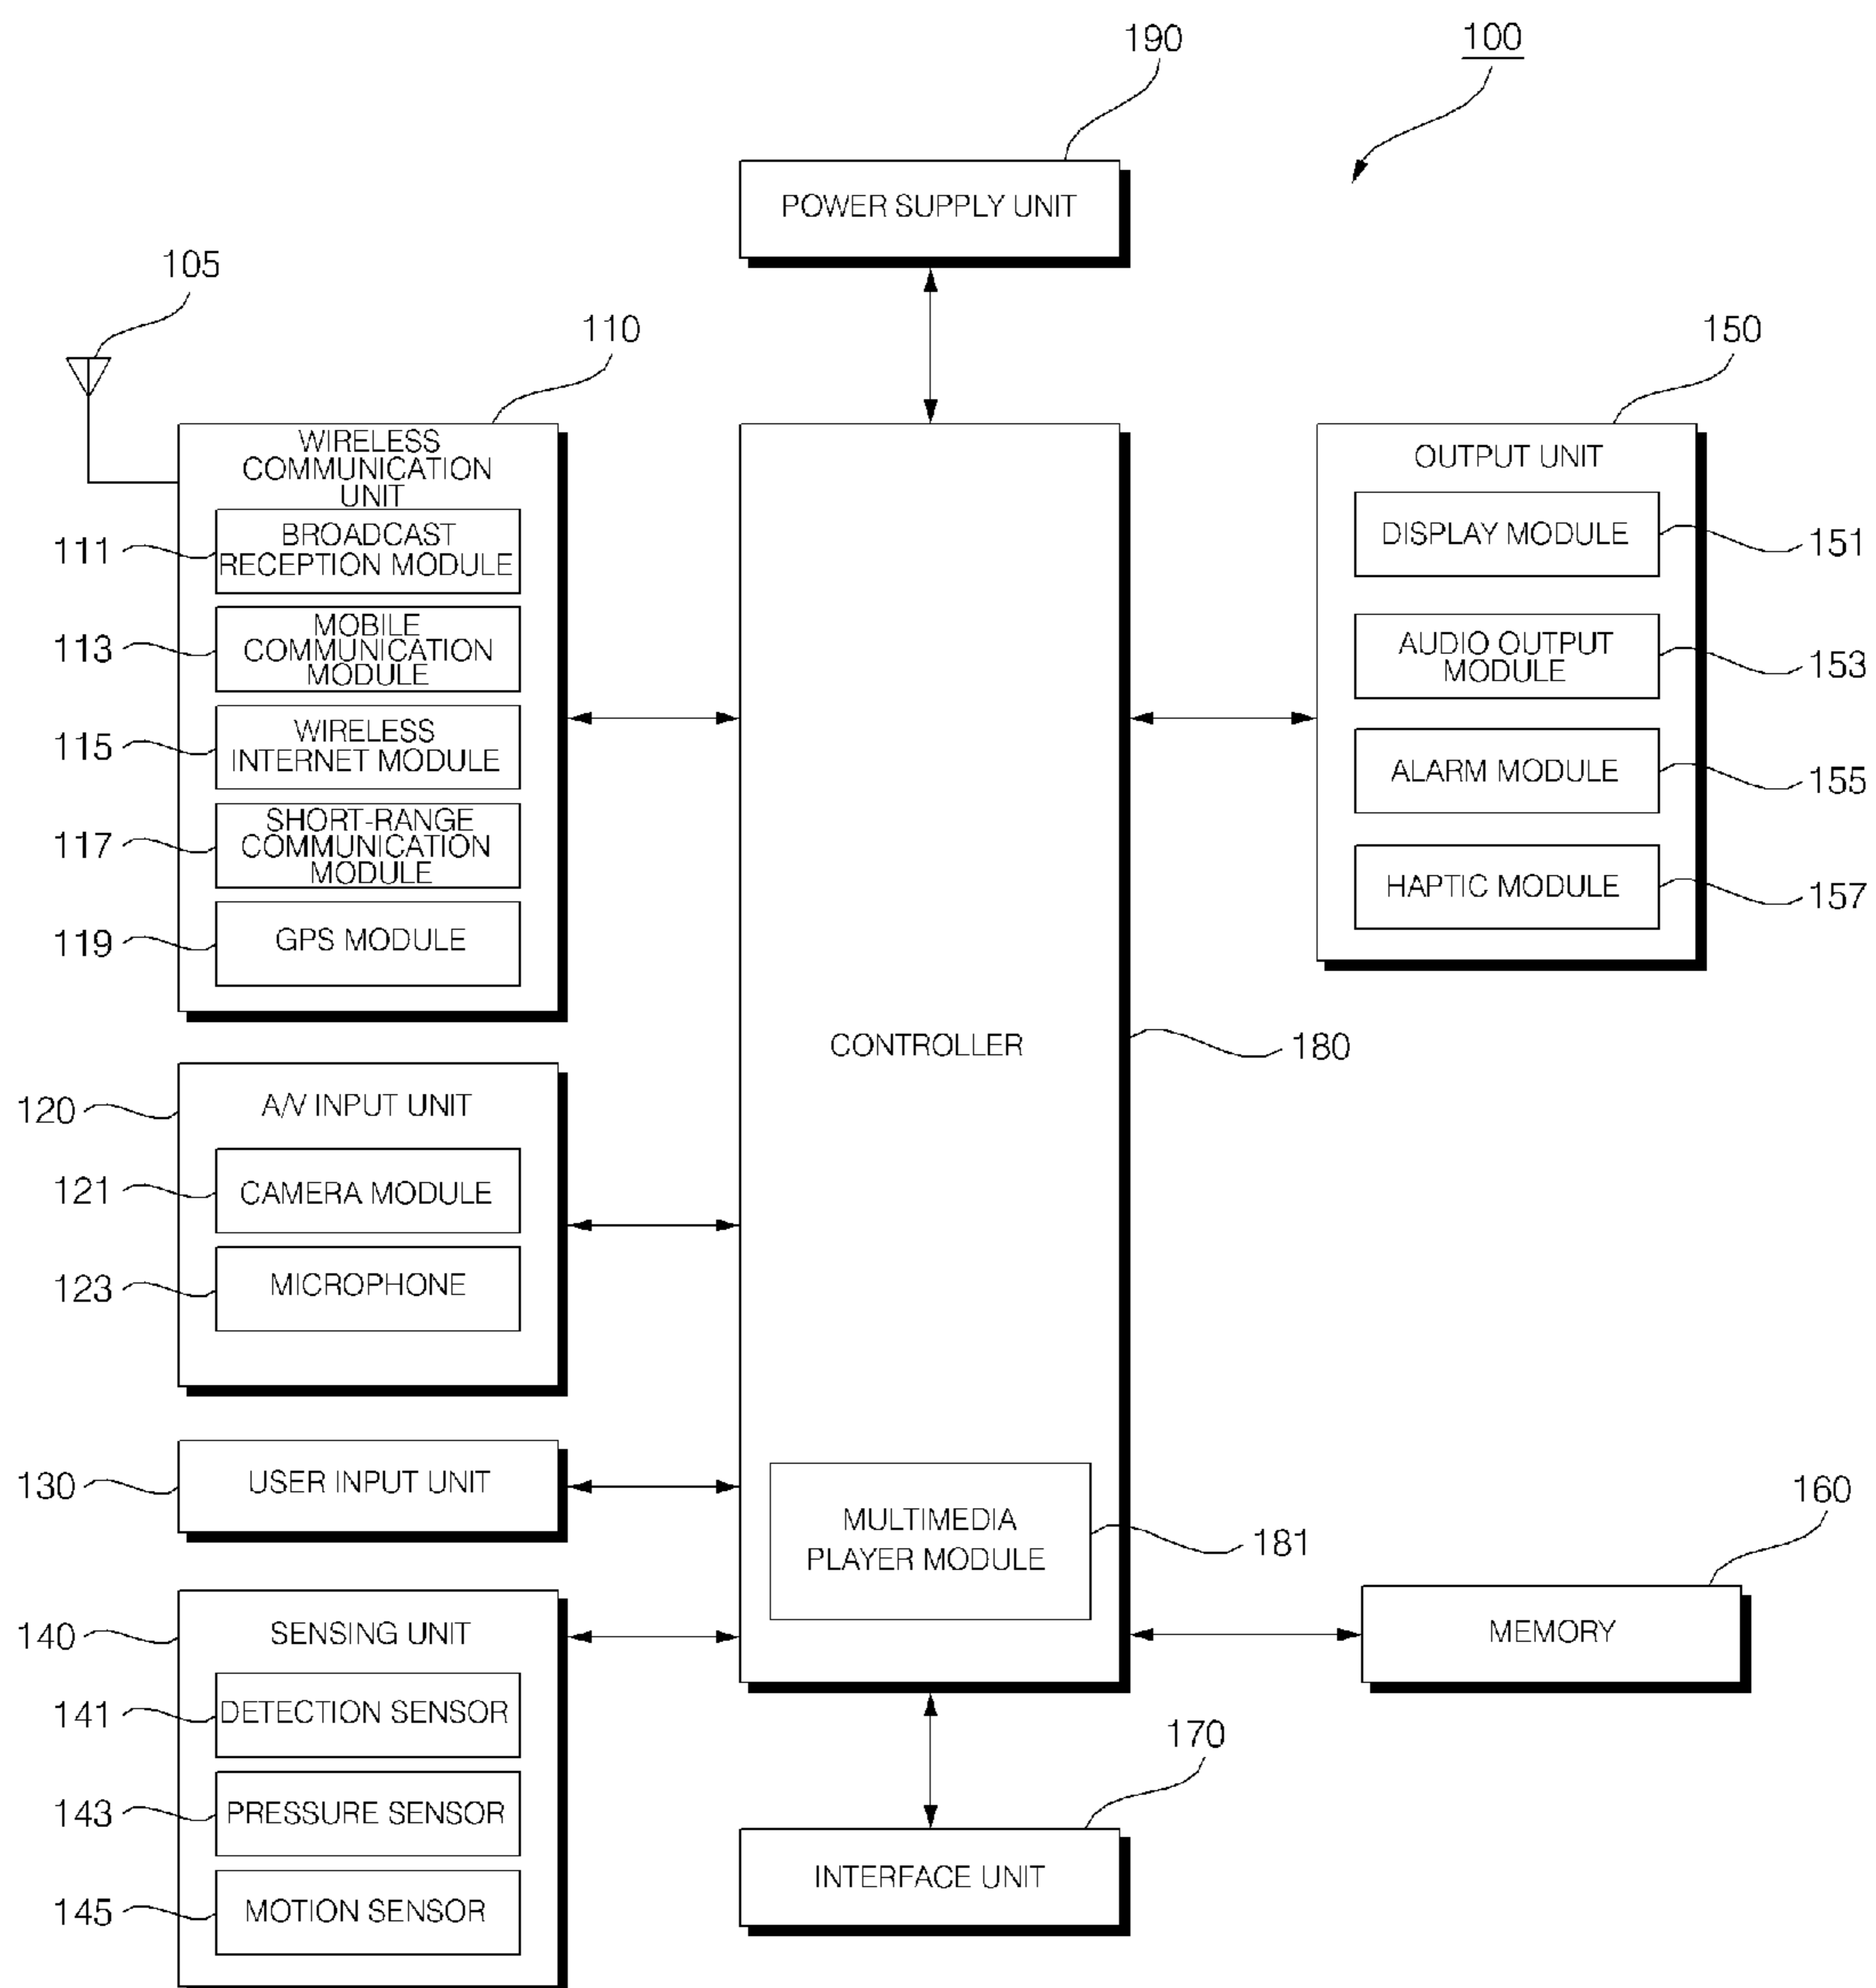 190
100
POWER SUPPLY UNIT
105
110
150
WIRELESS
COMMUNICATION
UNIT
OUTPUT UNIT
111
BROADCAST
RECEPTION MODULE
DISPLAY MODULE
151
113
MOBILE
COMMUNICATION
MODULE
AUDIO OUTPUT
MODULE
153
115
WIRELESS
INTERNET MODULE
ALARM MODULE
155
117
SHORT-RANGE
COMMUNICATION
MODULE
HAPTIC MODULE
157
119
GPS MODULE
CONTROLLER
180
120
A/V INPUT UNIT
121
CAMERA MODULE
123
MICROPHONE
130
USER INPUT UNIT
MULTIMEDIA
PLAYER MODULE
181
160
140
SENSING UNIT
MEMORY
141
DETECTION SENSOR
143
PRESSURE SENSOR
170
145
MOTION SENSOR
INTERFACE UNIT